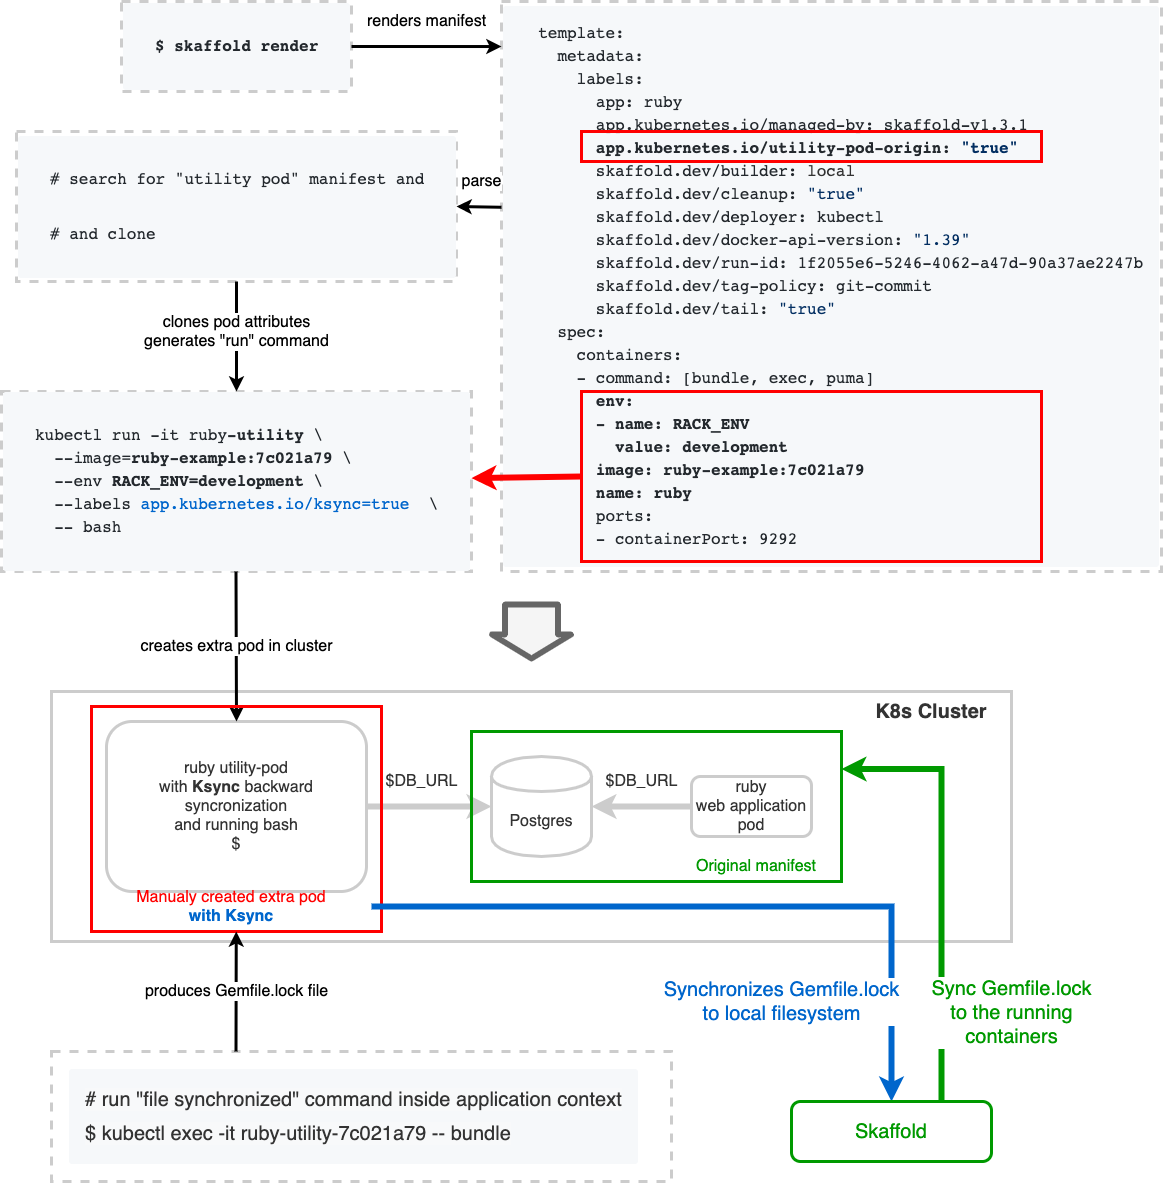 $ skaffold render
renders manifest
template:
metadata:
labels:
app: ruby
app.kubernetes.io/managed-by: skaffold-v1.3.1
app.kubernetes.io/utility-pod-origin: "true"
skaffold.dev/builder: local
skaffold.dev/cleanup: "true"
skaffold.dev/deployer: kubectl
skaffold.dev/docker-api-version: "1.39"
skaffold.dev/run-id: 1f2055e6-5246-4062-a47d-90a37ae2247b
skaffold.dev/tag-policy: git-commit
skaffold.dev/tail: "true"
spec:
containers:
- command: [bundle, exec, puma]
env:
- name: RACK_ENV
value: development
image: ruby-example:7c021a79
name: ruby
ports:
- containerPort: 9292
parse
# search for "utility pod" manifest and
# and clone
clones pod attributes
generates "run" command
kubectl run -it ruby-utility \
--image=ruby-example:7c021a79 \
--env RACK_ENV=development \
--labels app.kubernetes.io/ksync=true \
-- bash
creates extra pod in cluster
K8s Cluster
ruby utility-pod
with Ksync backward
syncronization
and running bash
$
$DB_URL
Postgres
$DB_URL
ruby
web application
pod
Original manifest
Manualy created extra pod
with Ksync
produces Gemfile.lock file
Synchronizes Gemfile.lock
to local filesystem
Sync Gemfile.lock
to the running
containers
# run "file synchronized" command inside application context
$ kubectl exec -it ruby-utility-7c021a79 -- bundle
Skaffold